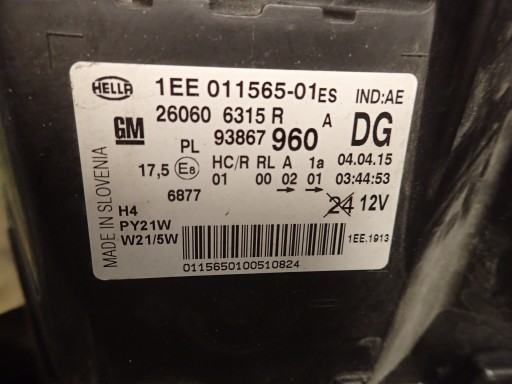 HELLA 1EE 011565-01ES IND:AE
GM 26060 6315 R A DG
PL 93867 960
17,5 E8 HC/R RL A 1a 04.04.15
01 00 02 01 03:44:53
6877
24 12V
H4
PY21W
W21/5W
1EE.1913
0115650100510824
MADE IN SLOVENIA